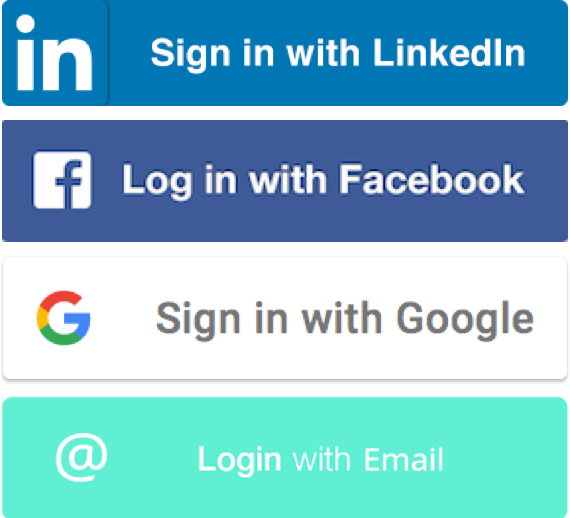 in Sign in with LinkedIn
f Log in with Facebook
G Sign in with Google
@ Login with Email